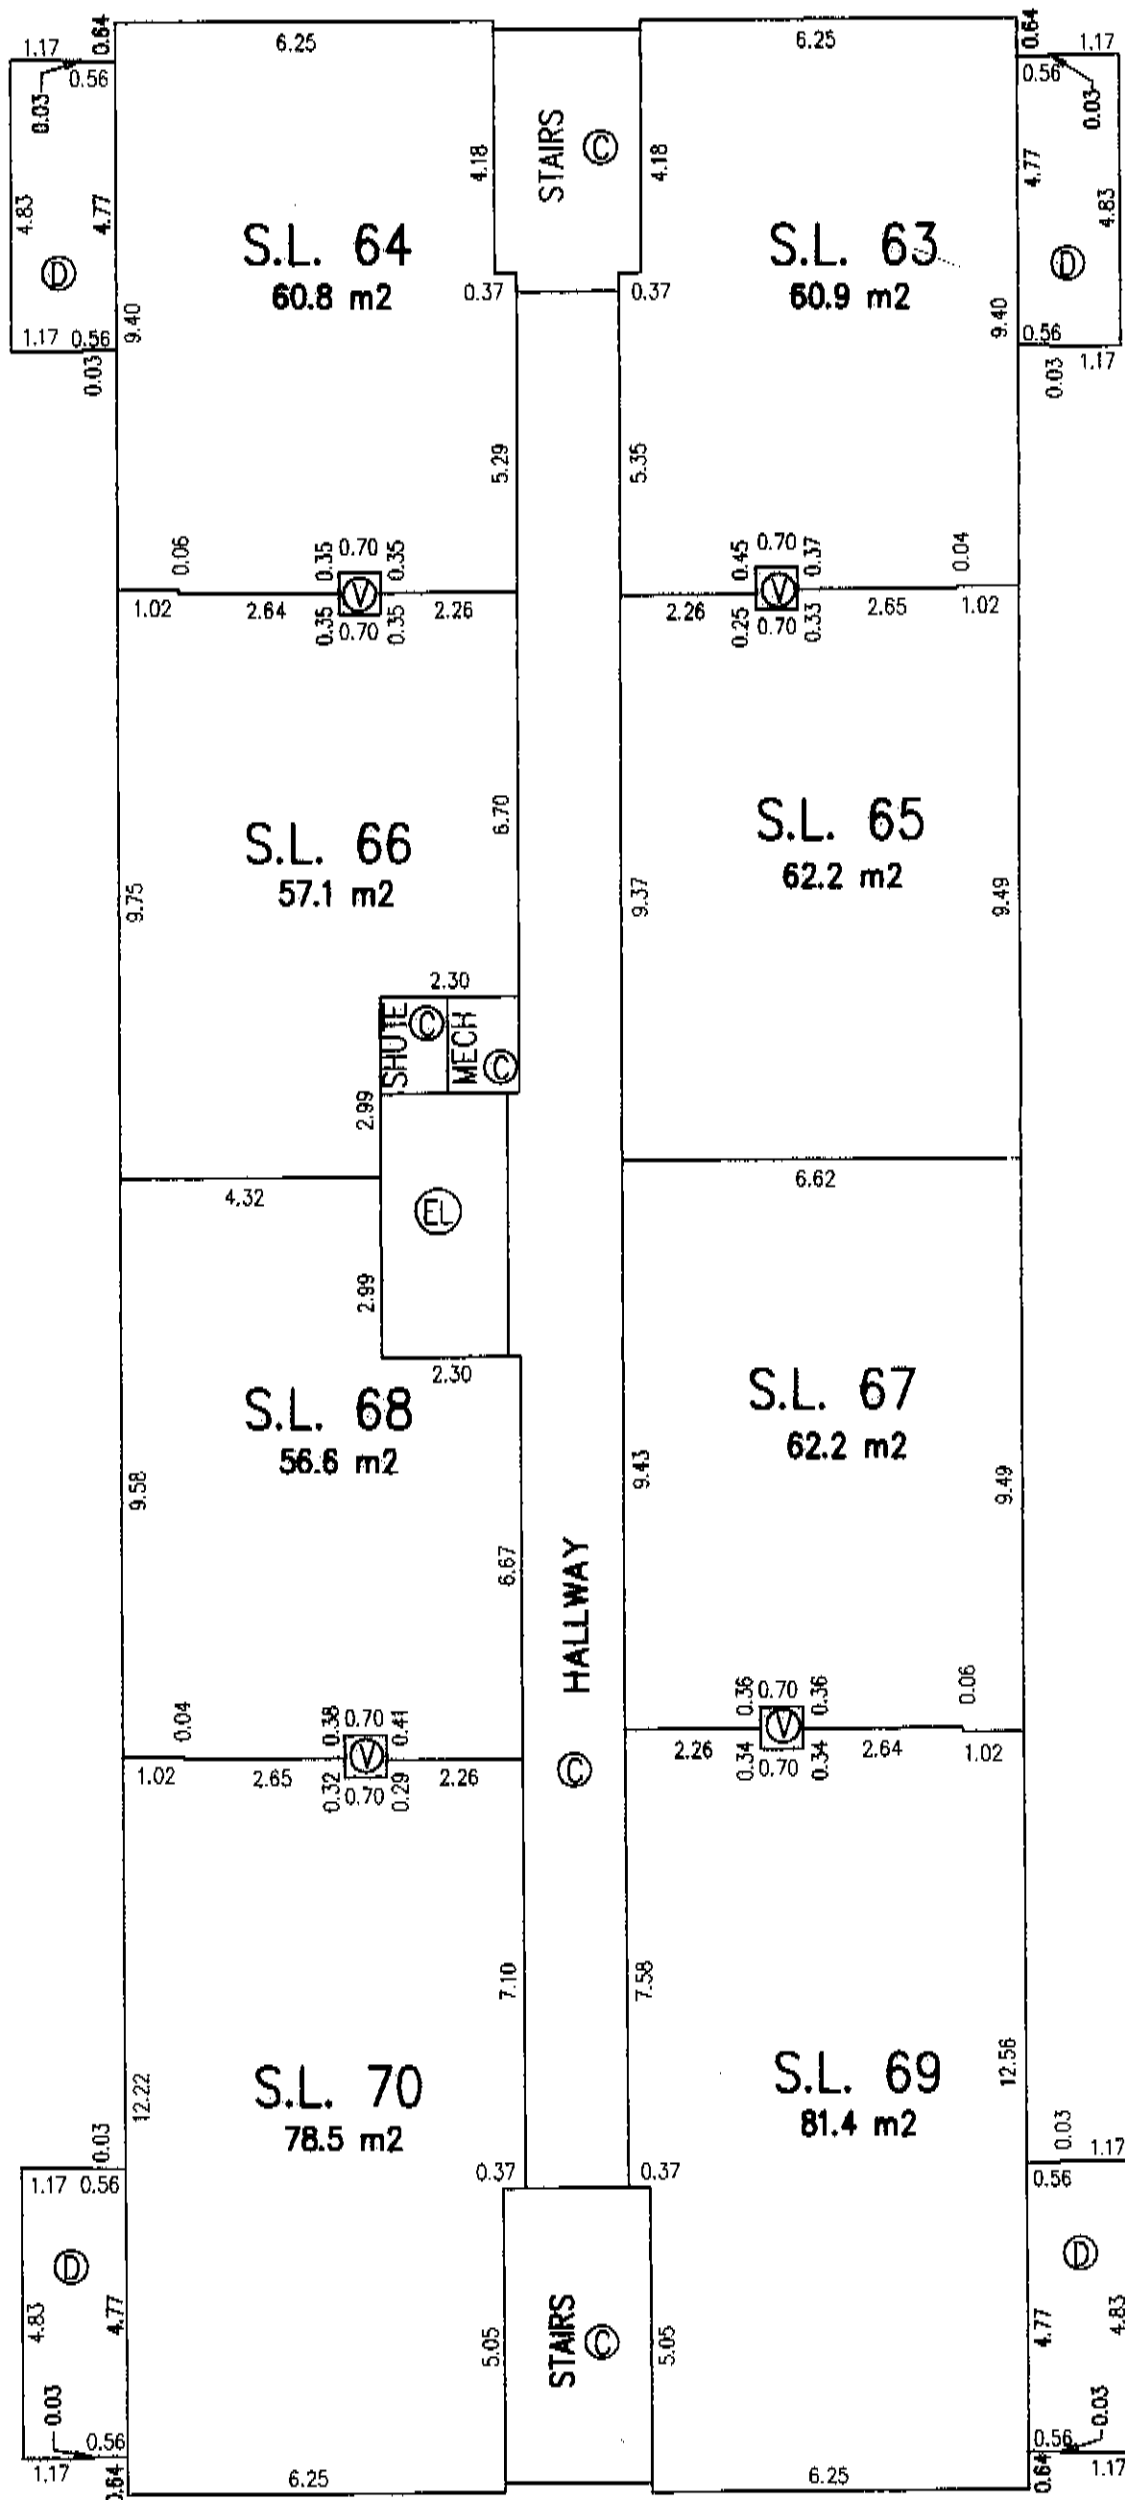 1.17 0.64 6.25 6.25 0.64 1.17
0.56 0.56
0.03 STAIRS C 0.03
4.83 4.77 4.18 4.18 4.77 4.83
D S.L. 64 S.L. 63 D
60.8 m2 60.9 m2
0.37 0.37
9.40 9.40
1.17 0.56 0.56 1.17
0.03 0.03
5.29 5.35
0.06 0.35 0.70 0.35 0.45 0.70 0.37 0.04
V V
1.02 2.64 2.26 2.26 2.65 1.02
0.35 0.70 0.35 0.25 0.70 0.33
6.70
S.L. 66 S.L. 65
57.1 m2 62.2 m2
9.75 9.37 9.49
2.30
SHUTE C MECH C
2.99
4.32 6.62
EL
2.99
2.30
S.L. 68 S.L. 67
56.6 m2 62.2 m2
9.58 9.43 9.49
6.67
HALLWAY
C
0.04 0.38 0.70 0.41 0.36 0.70 0.36 0.06
V V
1.02 2.65 2.26 2.26 2.64 1.02
0.32 0.70 0.29 0.34 0.70 0.34
7.10 7.58
12.22 12.56
S.L. 70 S.L. 69
78.5 m2 81.4 m2
0.03 0.03
1.17 0.56 0.37 0.37 0.56 1.17
D D
4.83 4.77 5.05 STAIRS C 5.05 4.77 4.83
0.03 0.03
0.56 0.56
1.17 0.64 6.25 6.25 0.64 1.17